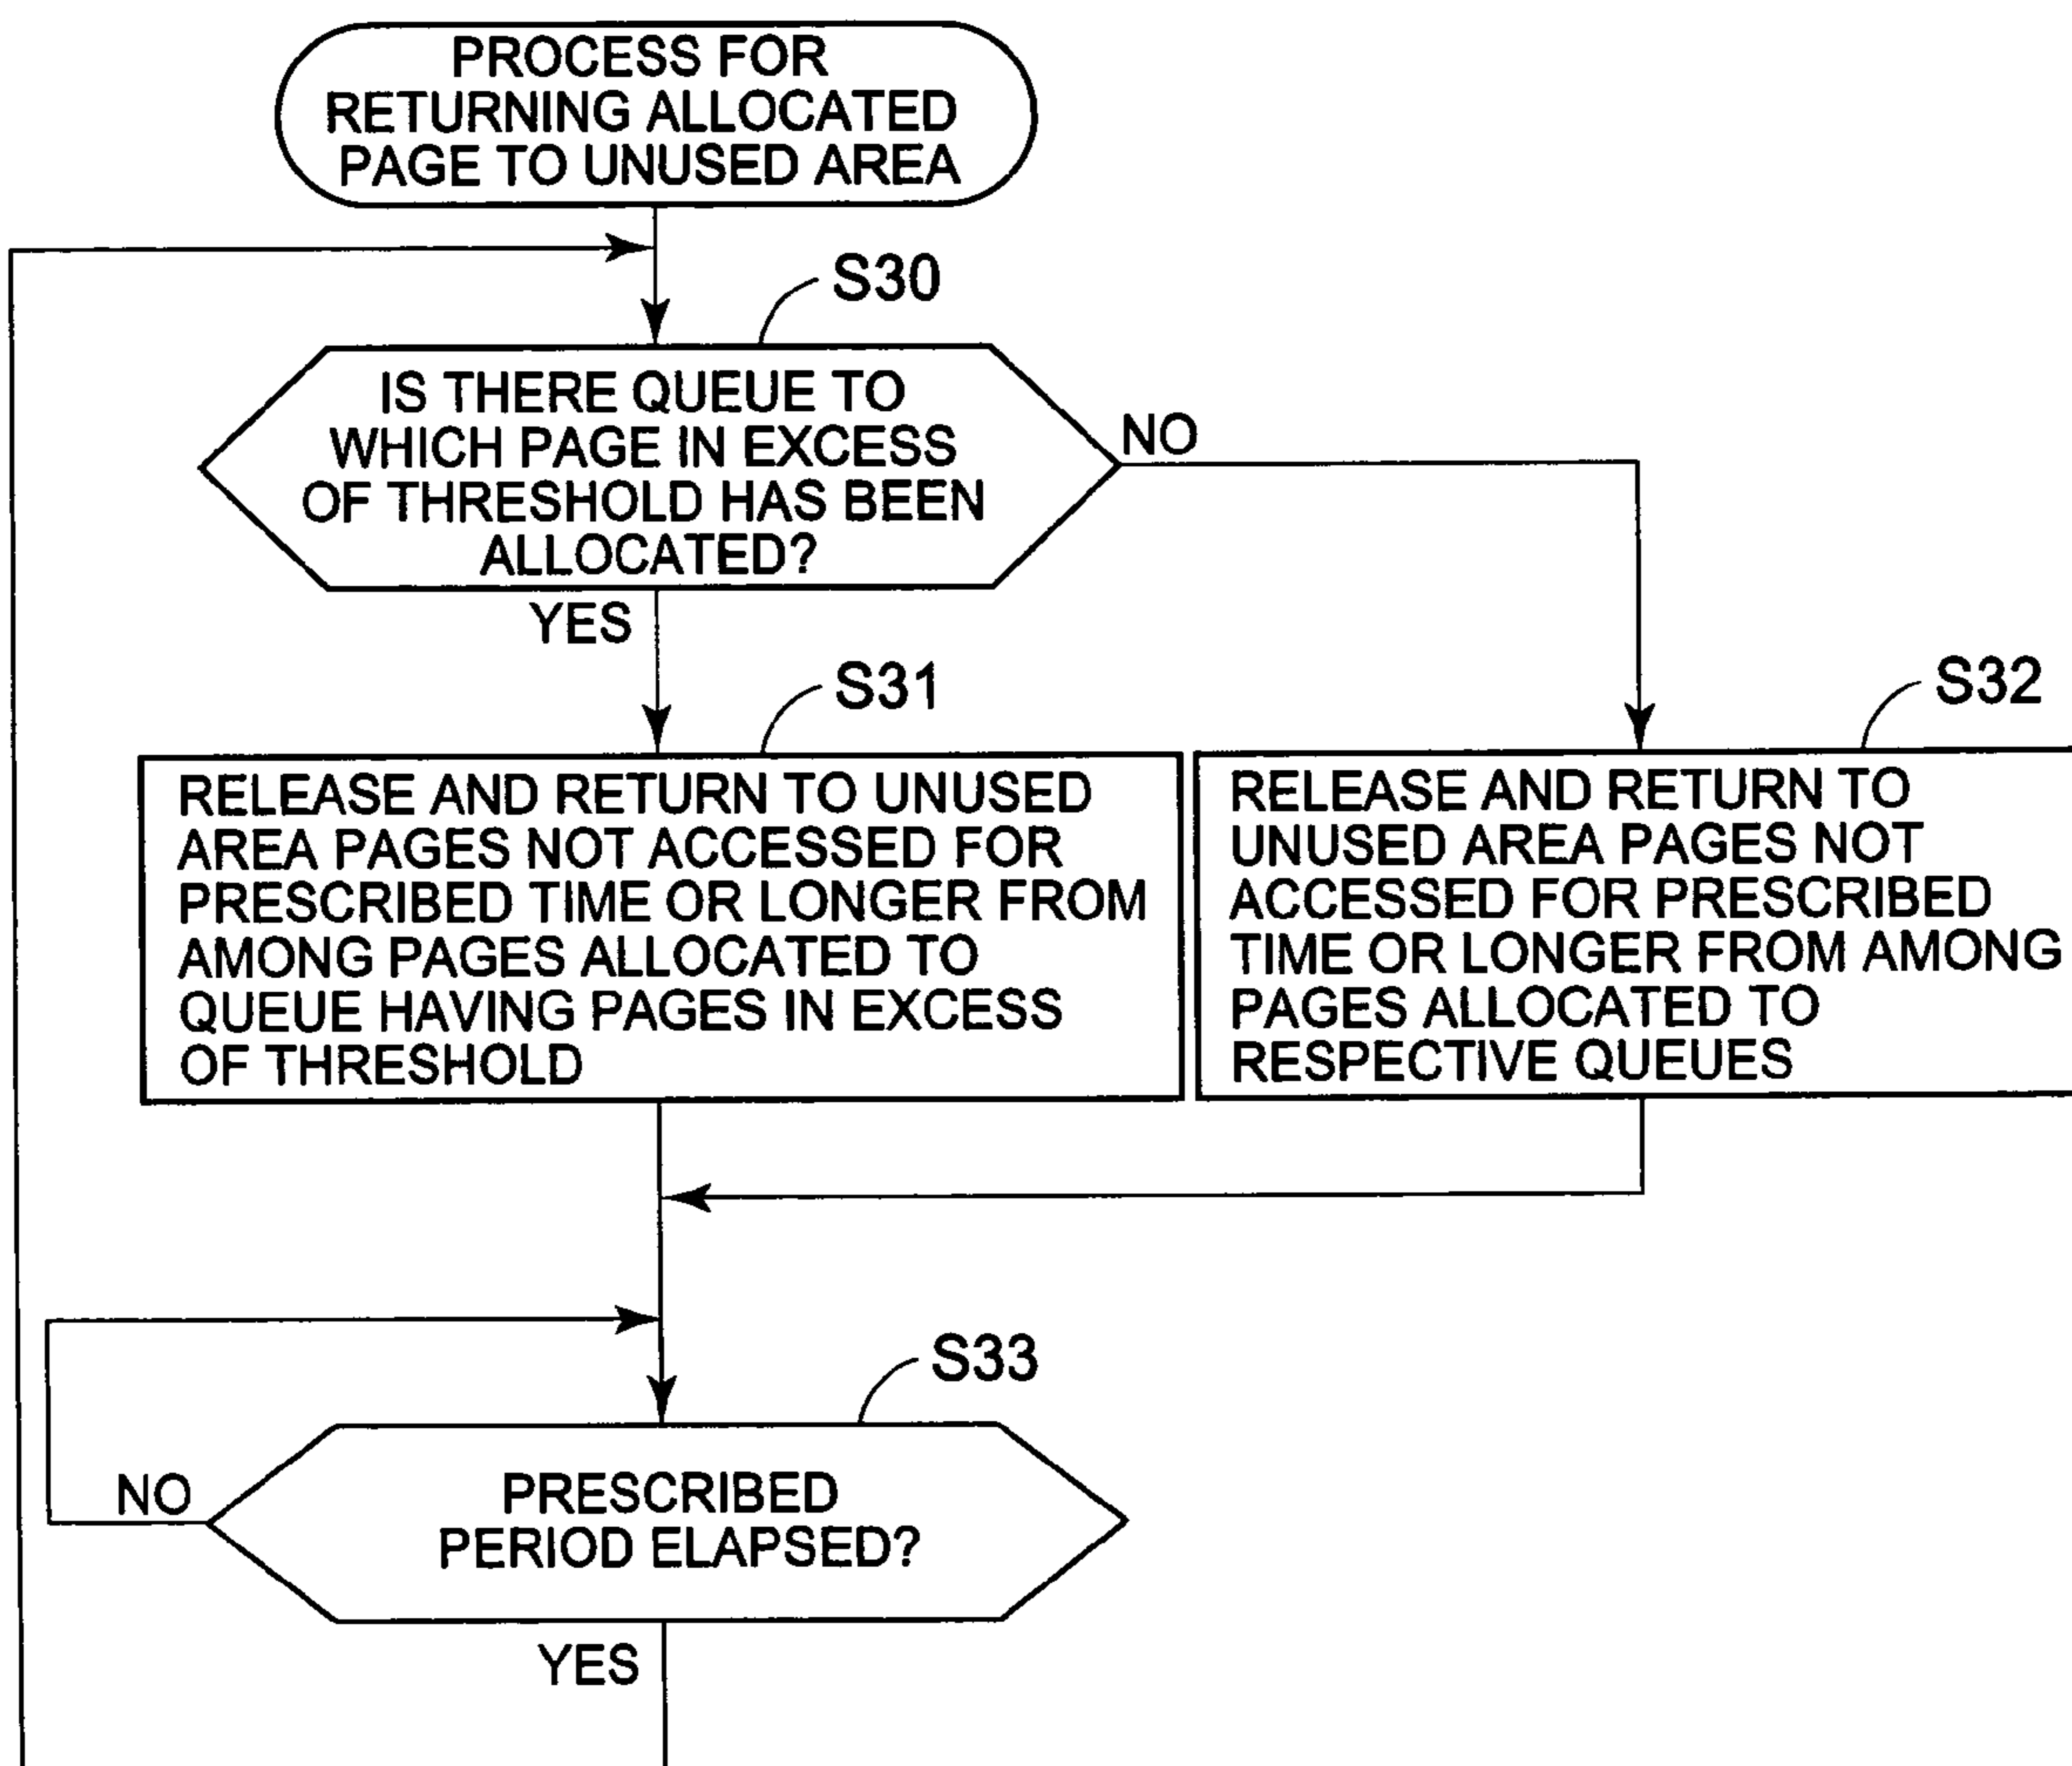 PROCESS FOR
RETURNING ALLOCATED
PAGE TO UNUSED AREA
S30
IS THERE QUEUE TO
WHICH PAGE IN EXCESS
OF THRESHOLD HAS BEEN
ALLOCATED?
NO
YES
S31
RELEASE AND RETURN TO UNUSED
AREA PAGES NOT ACCESSED FOR
PRESCRIBED TIME OR LONGER FROM
AMONG PAGES ALLOCATED TO
QUEUE HAVING PAGES IN EXCESS
OF THRESHOLD
S32
RELEASE AND RETURN TO
UNUSED AREA PAGES NOT
ACCESSED FOR PRESCRIBED
TIME OR LONGER FROM AMONG
PAGES ALLOCATED TO
RESPECTIVE QUEUES
S33
NO
PRESCRIBED
PERIOD ELAPSED?
YES